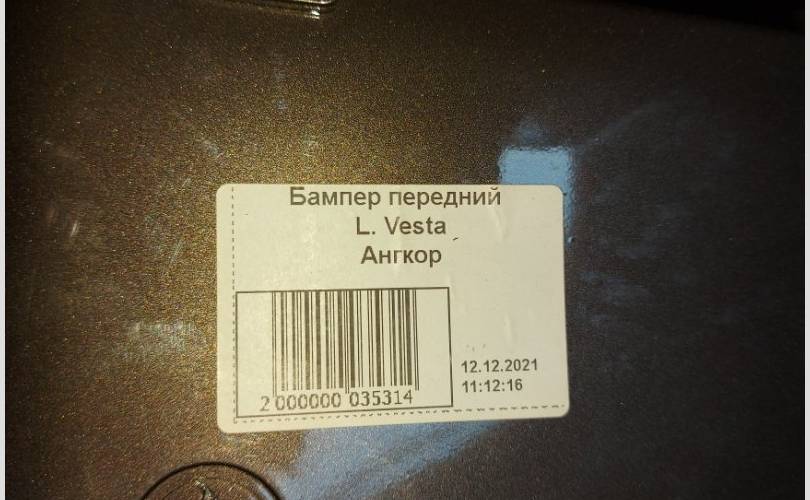 Бампер передний
L. Vesta
Ангкор
12.12.2021
11:12:16
2 000000 035314